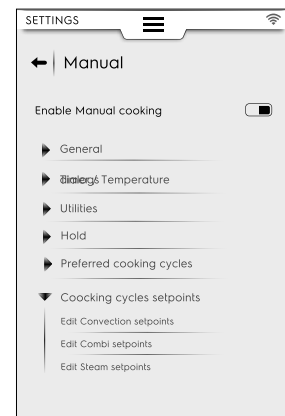 SETTINGS
Manual
Enable Manual cooking
General
Temperature
Utilities
Hold
Preferred cooking cycles
Coocking cycles setpoints
Edit Convection setpoints
Edit Combi setpoints
Edit Steam setpoints